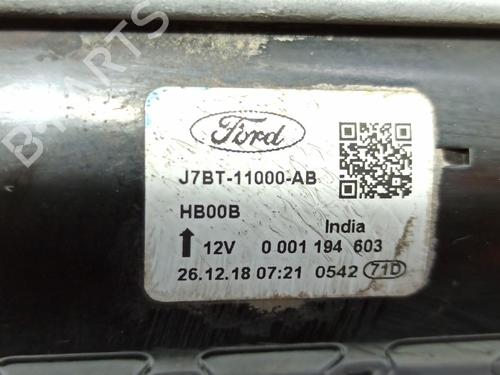 B-PARTS
Ford
J7BT-11000-AB
HB00B
India
12V 0 001 194 603
26.12.18 07:21 0542 71D